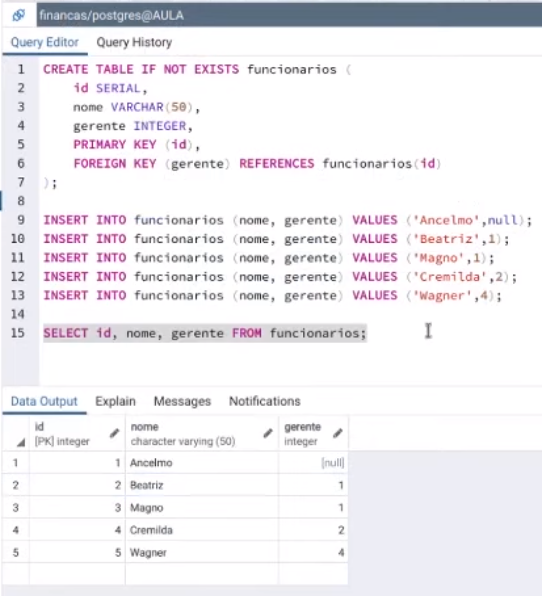 financas/postgres@AULA
Query Editor Query History
1 CREATE TABLE IF NOT EXISTS funcionarios (
2 id SERIAL,
3 nome VARCHAR(50),
4 gerente INTEGER,
5 PRIMARY KEY (id),
6 FOREIGN KEY (gerente) REFERENCES funcionarios(id)
7 );
8
9 INSERT INTO funcionarios (nome, gerente) VALUES ('Ancelmo',null);
10 INSERT INTO funcionarios (nome, gerente) VALUES ('Beatriz',1);
11 INSERT INTO funcionarios (nome, gerente) VALUES ('Magno',1);
12 INSERT INTO funcionarios (nome, gerente) VALUES ('Cremilda',2);
13 INSERT INTO funcionarios (nome, gerente) VALUES ('Wagner',4);
14
15 SELECT id, nome, gerente FROM funcionarios;
Data Output Explain Messages Notifications
id nome gerente
[PK] integer character varying (50) integer
1 1 Ancelmo [null]
2 2 Beatriz 1
3 3 Magno 1
4 4 Cremilda 2
5 5 Wagner 4